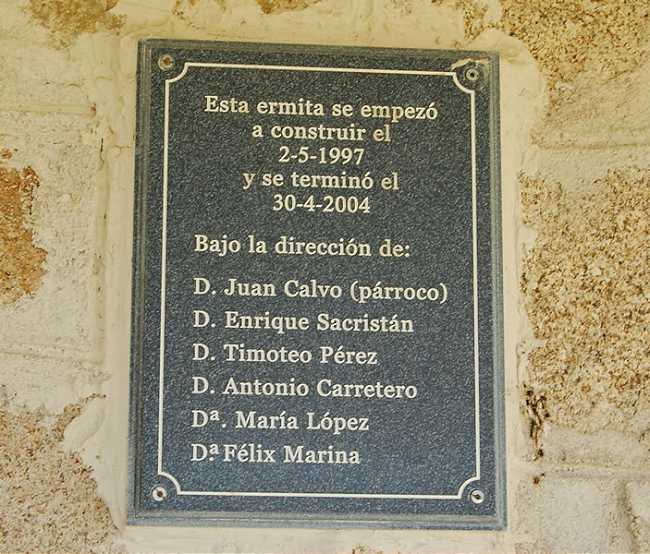 Esta ermita se empezó
a construir el
2-5-1997
y se terminó el
30-4-2004
Bajo la dirección de:
D. Juan Calvo (párroco)
D. Enrique Sacristán
D. Timoteo Pérez
D. Antonio Carretero
Dª. María López
Dª. Félix Marina